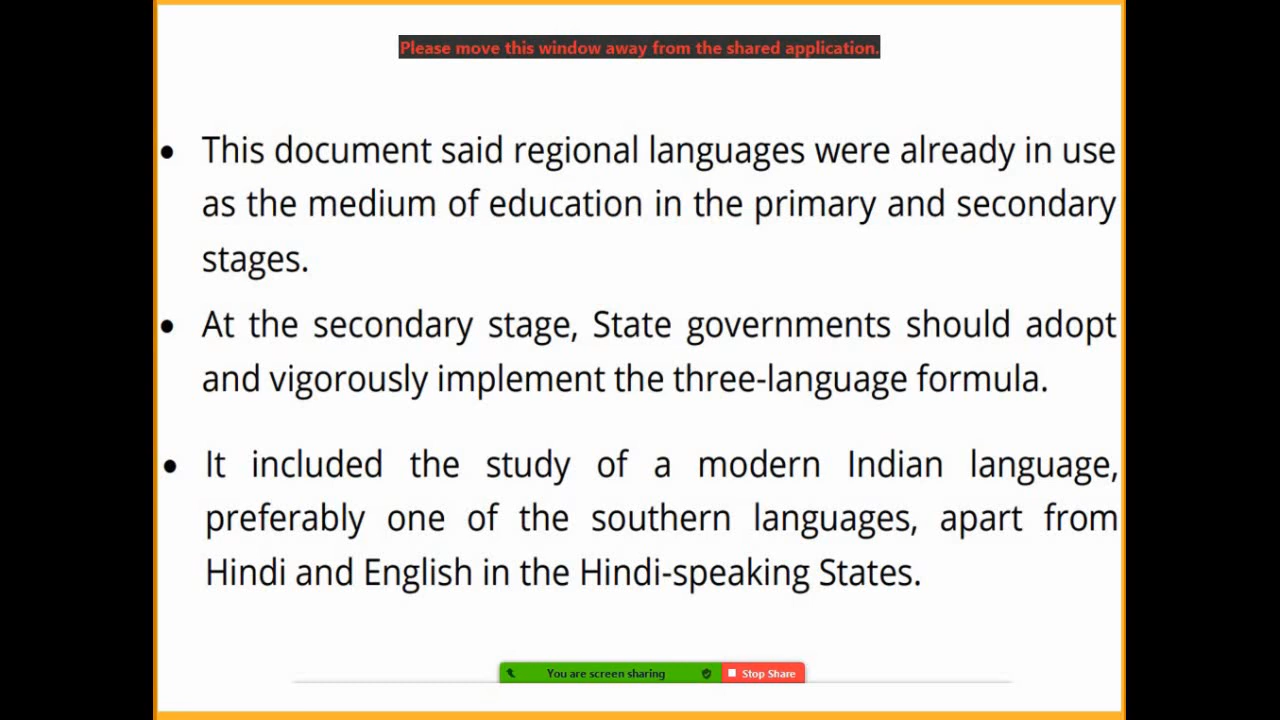 Please move this window away from the shared application.
• This document said regional languages were already in use
as the medium of education in the primary and secondary
stages.
• At the secondary stage, State governments should adopt
and vigorously implement the three-language formula.
• It included the study of a modern Indian language,
preferably one of the southern languages, apart from
Hindi and English in the Hindi-speaking States.
You are screen sharing Stop Share